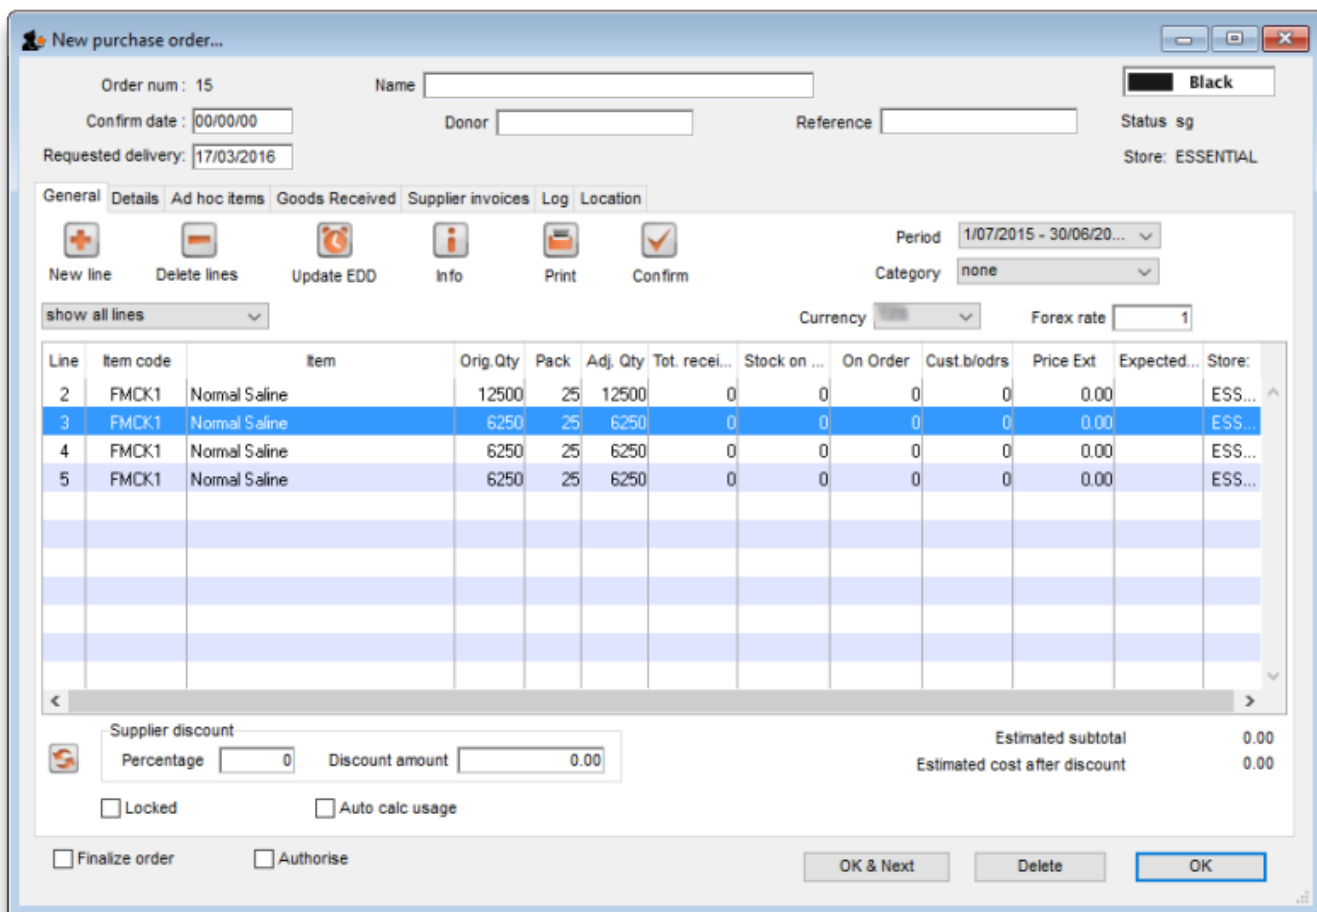 New purchase order...
Order num : 15 Name Black
Confirm date : 00/00/00 Donor Reference Status sg
Requested delivery: 17/03/2016 Store: ESSENTIAL
General Details Ad hoc items Goods Received Supplier invoices Log Location
New line Delete lines Update EDD Info Print Confirm
Period 1/07/2015 - 30/06/20...
Category none
show all lines Currency Forex rate 1
Line Item code Item Orig.Qty Pack Adj. Qty Tot. recei... Stock on ... On Order Cust.b/odrs Price Ext Expected... Store:
2 FMCK1 Normal Saline 12500 25 12500 0 0 0 0 0.00 ESS...
3 FMCK1 Normal Saline 6250 25 6250 0 0 0 0 0.00 ESS...
4 FMCK1 Normal Saline 6250 25 6250 0 0 0 0 0.00 ESS...
5 FMCK1 Normal Saline 6250 25 6250 0 0 0 0 0.00 ESS...
Supplier discount
Percentage 0 Discount amount 0.00
Estimated subtotal 0.00
Estimated cost after discount 0.00
Locked Auto calc usage
Finalize order Authorise OK & Next Delete OK